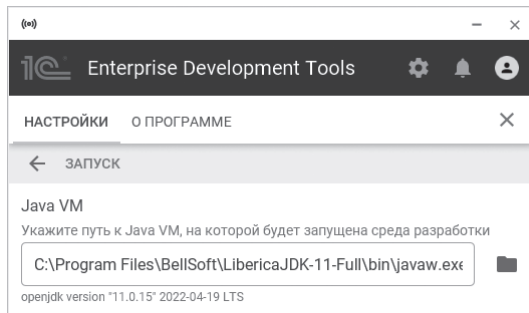 1С Enterprise Development Tools
НАСТРОЙКИ О ПРОГРАММЕ
ЗАПУСК
Java VM
Укажите путь к Java VM, на которой будет запущена среда разработки
C:\Program Files\BellSoft\LibericaJDK-11-Full\bin\javaw.exe
openjdk version "11.0.15" 2022-04-19 LTS